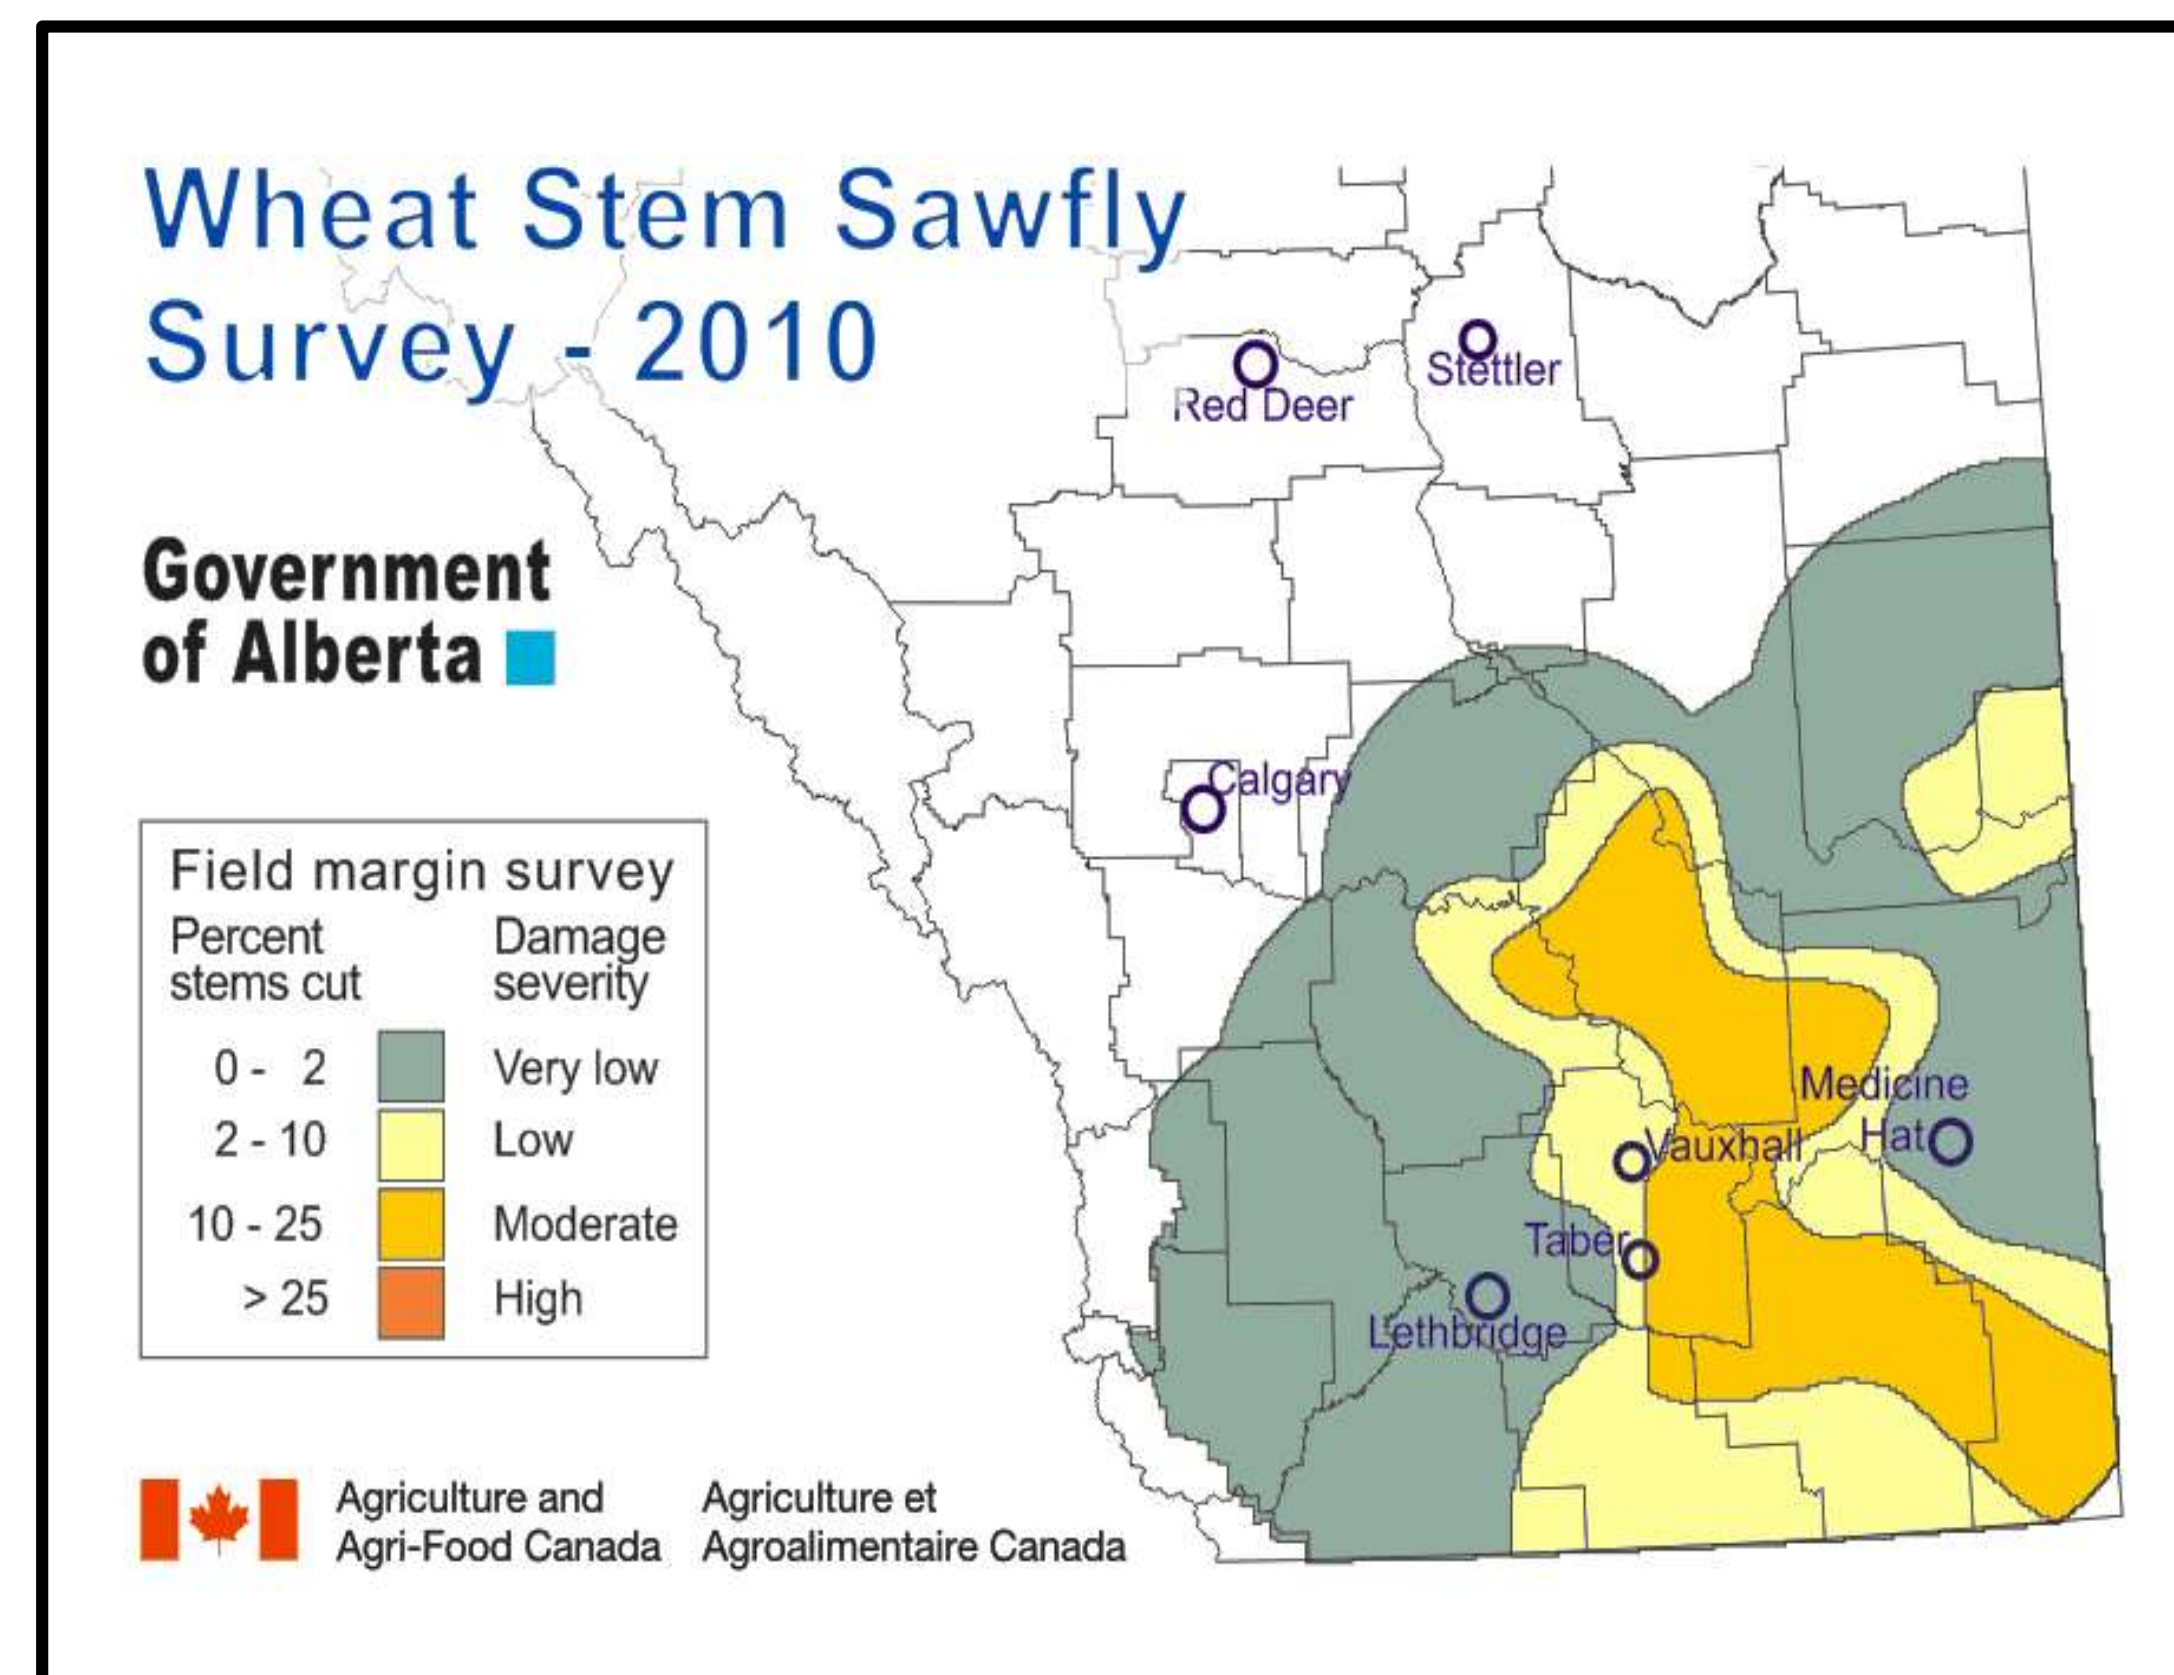 Wheat Stem Sawfly
Survey - 2010
Government
of Alberta
Field margin survey
Percent
stems cut
Damage
severity
0 - 2
Very low
2 - 10
Low
10 - 25
Moderate
> 25
High
Agriculture and
Agri-Food Canada
Agriculture et
Agroalimentaire Canada
Stettler
Red Deer
Calgary
Medicine
Hat
Vauxhall
Taber
Lethbridge